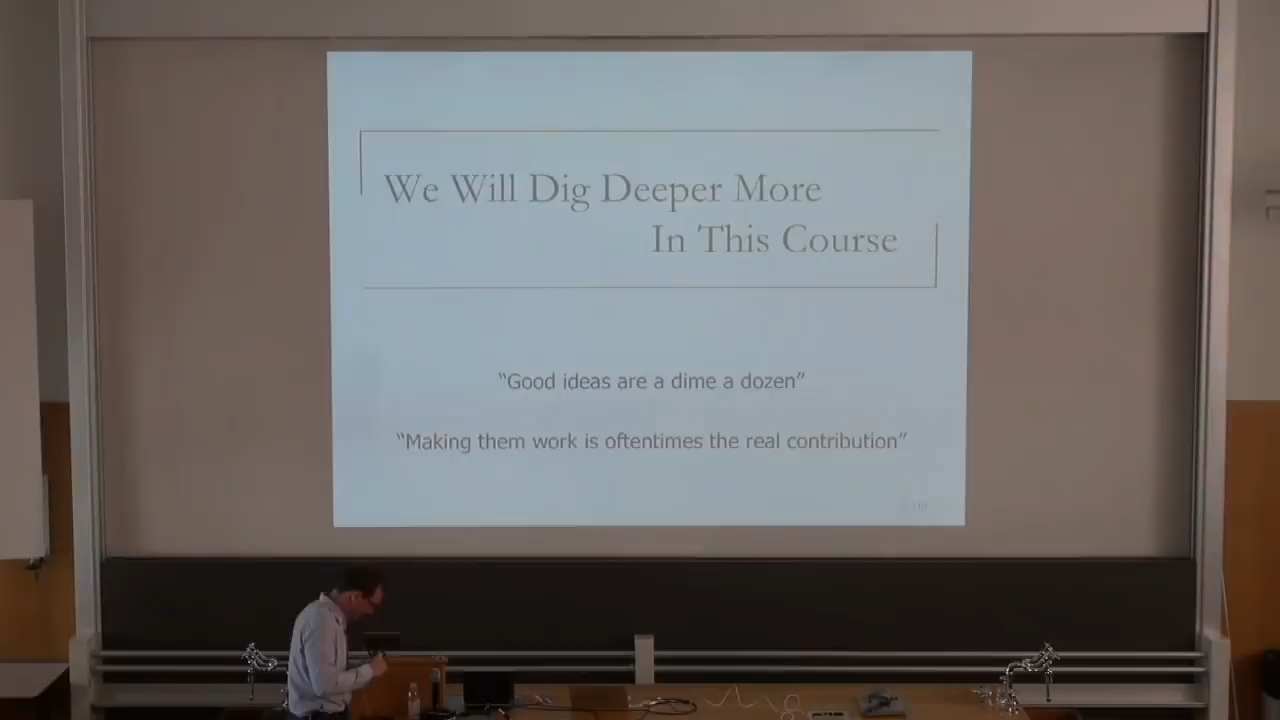 We Will Dig Deeper More
In This Course
“Good ideas are a dime a dozen”
“Making them work is oftentimes the real contribution”